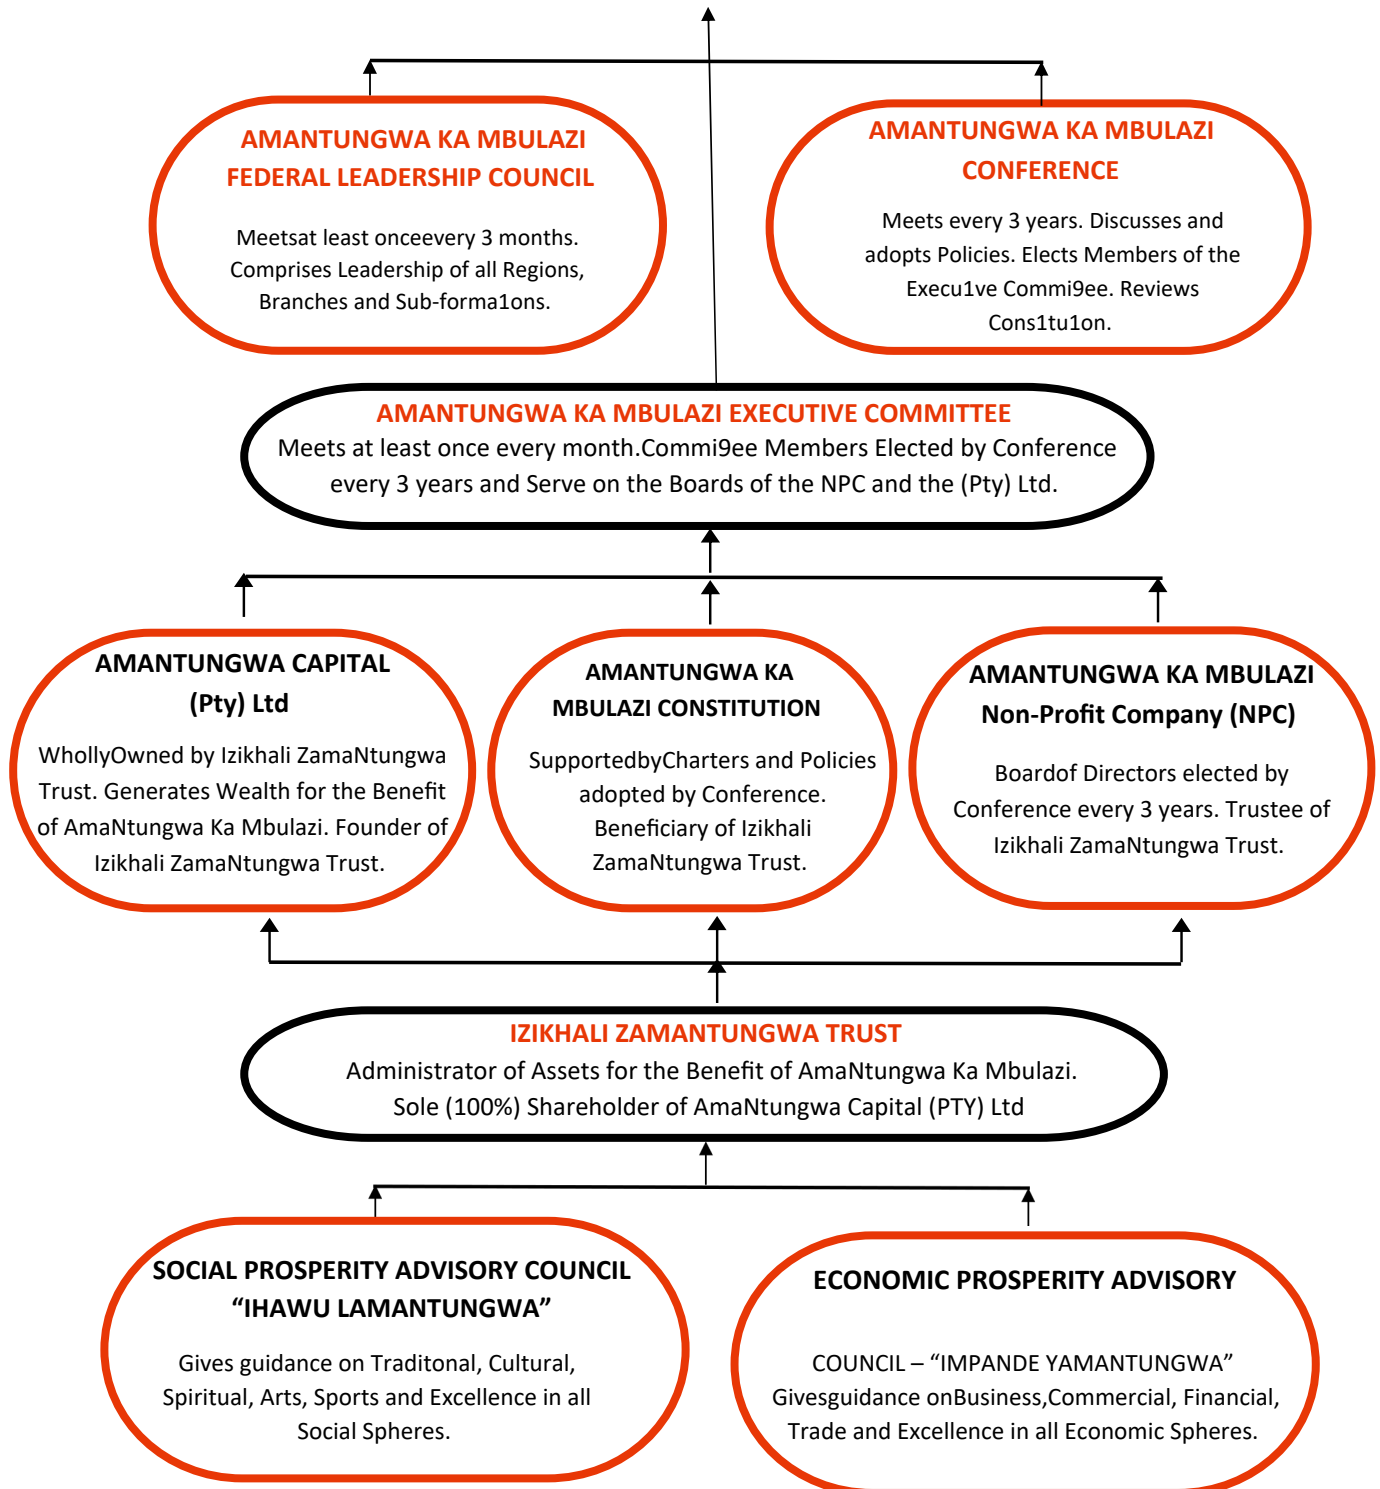 AMANTUNGWA KA MBULAZI
FEDERAL LEADERSHIP COUNCIL
Meetsat least onceevery 3 months.
Comprises Leadership of all Regions,
Branches and Sub-forma1ons.
AMANTUNGWA KA MBULAZI
CONFERENCE
Meets every 3 years. Discusses and
adopts Policies. Elects Members of the
Execu1ve Commi9ee. Reviews
Cons1tu1on.
AMANTUNGWA KA MBULAZI EXECUTIVE COMMITTEE
Meets at least once every month.Commi9ee Members Elected by Conference
every 3 years and Serve on the Boards of the NPC and the (Pty) Ltd.
AMANTUNGWA CAPITAL
(Pty) Ltd
WhollyOwned by Izikhali ZamaNtungwa
Trust. Generates Wealth for the Benefit
of AmaNtungwa Ka Mbulazi. Founder of
Izikhali ZamaNtungwa Trust.
AMANTUNGWA KA
MBULAZI CONSTITUTION
SupportedbyCharters and Policies
adopted by Conference.
Beneficiary of Izikhali
ZamaNtungwa Trust.
AMANTUNGWA KA MBULAZI
Non-Profit Company (NPC)
Boardof Directors elected by
Conference every 3 years. Trustee of
Izikhali ZamaNtungwa Trust.
IZIKHALI ZAMANTUNGWA TRUST
Administrator of Assets for the Benefit of AmaNtungwa Ka Mbulazi.
Sole (100%) Shareholder of AmaNtungwa Capital (PTY) Ltd
SOCIAL PROSPERITY ADVISORY COUNCIL
“IHAWU LAMANTUNGWA”
Gives guidance on Traditonal, Cultural,
Spiritual, Arts, Sports and Excellence in all
Social Spheres.
ECONOMIC PROSPERITY ADVISORY
COUNCIL – “IMPANDE YAMANTUNGWA”
Givesguidance onBusiness,Commercial, Financial,
Trade and Excellence in all Economic Spheres.